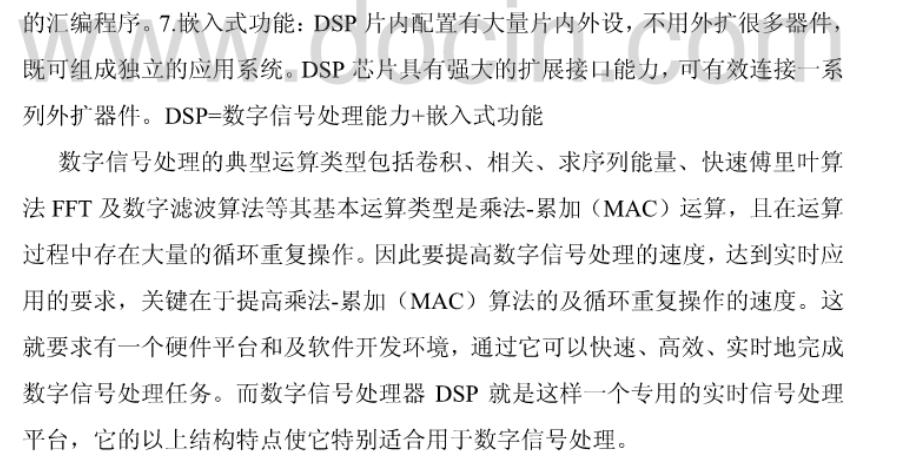 的汇编程序。7.嵌入式功能：DSP 片内配置有大量片内外设，不用外扩很多器件，
既可组成独立的应用系统。DSP 芯片具有强大的扩展接口能力，可有效连接一系
列外扩器件。DSP=数字信号处理能力+嵌入式功能
数字信号处理的典型运算类型包括卷积、相关、求序列能量、快速傅里叶算
法 FFT 及数字滤波算法等其基本运算类型是乘法-累加（MAC）运算，且在运算
过程中存在大量的循环重复操作。因此要提高数字信号处理的速度，达到实时应
用的要求，关键在于提高乘法-累加（MAC）算法的及循环重复操作的速度。这
就要求有一个硬件平台和及软件开发环境，通过它可以快速、高效、实时地完成
数字信号处理任务。而数字信号处理器 DSP 就是这样一个专用的实时信号处理
平台，它的以上结构特点使它特别适合用于数字信号处理。
www.docin.com